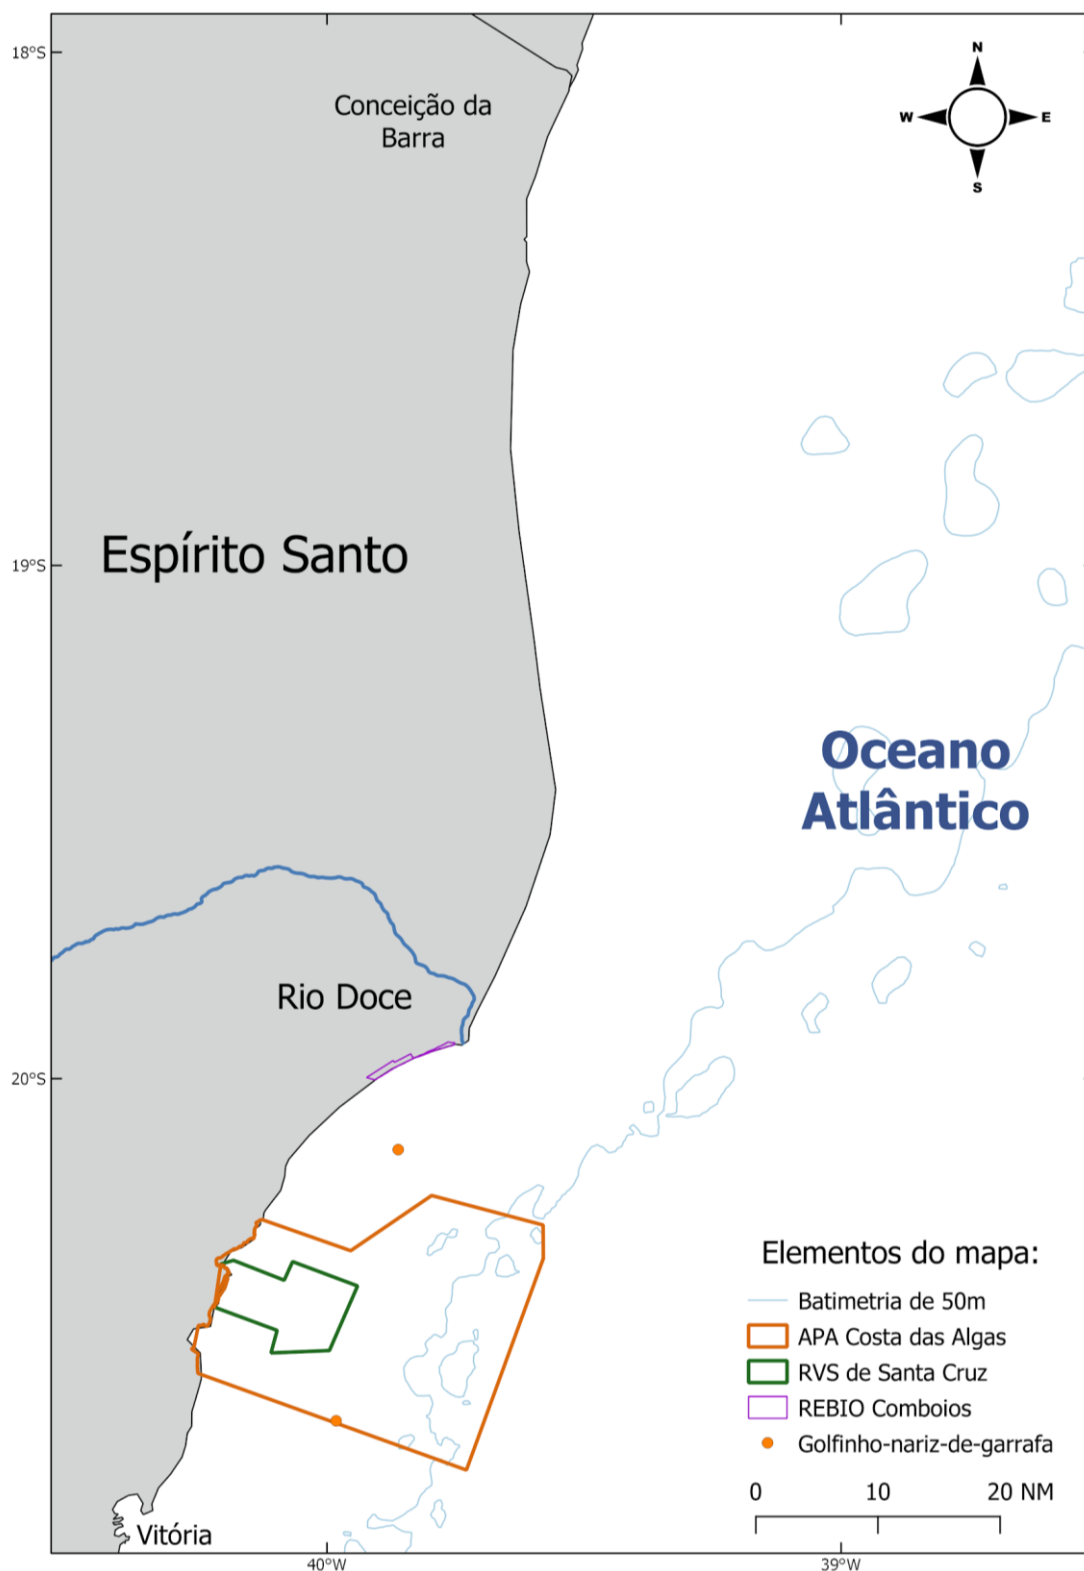 18°S
Conceição da
Barra
N
W
E
S
Espírito Santo
19°S
Oceano
Atlântico
Rio Doce
20°S
Elementos do mapa:
Batimetria de 50m
APA Costa das Algas
RVS de Santa Cruz
REBIO Comboios
Golfinho-nariz-de-garrafa
0 10 20 NM
Vitória
40°W
39°W